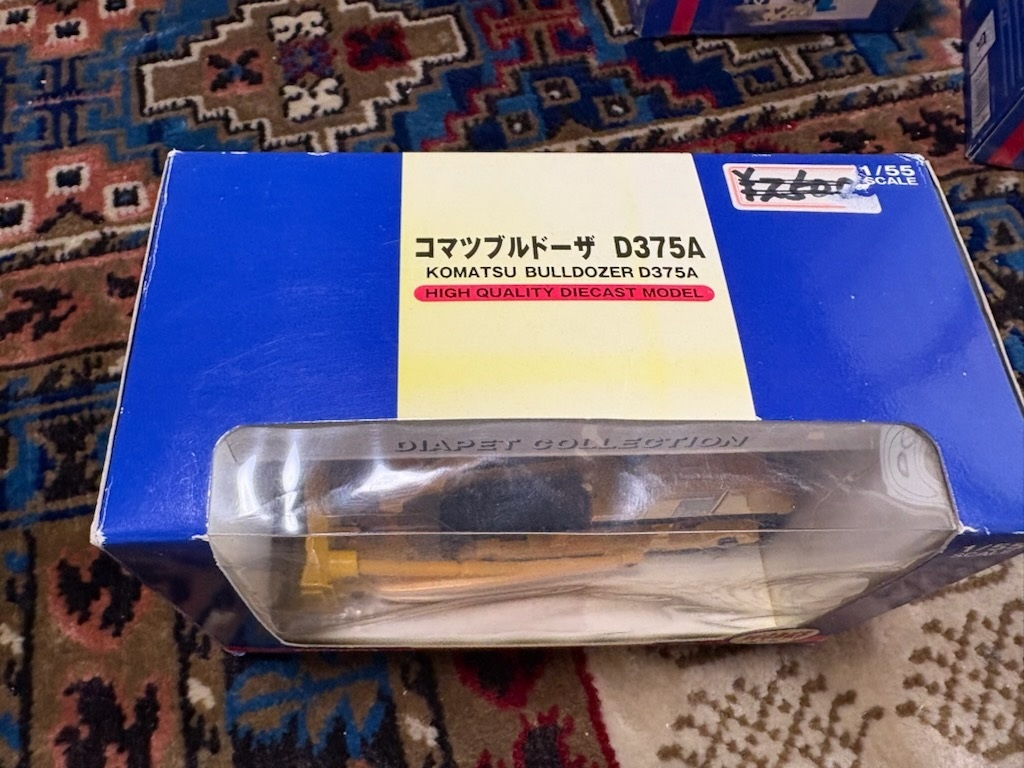 1/55
SCALE
コマツブルドーザ D375A
KOMATSU BULLDOZER D375A
HIGH QUALITY DIECAST MODEL
DIAPET COLLECTION